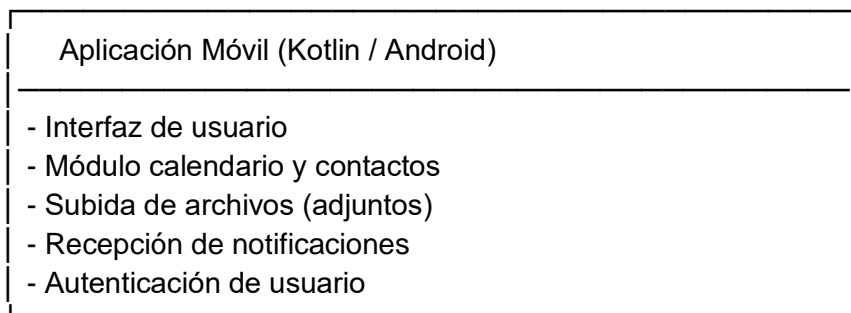 Aplicación Móvil (Kotlin / Android)
- Interfaz de usuario
- Módulo calendario y contactos
- Subida de archivos (adjuntos)
- Recepción de notificaciones
- Autenticación de usuario